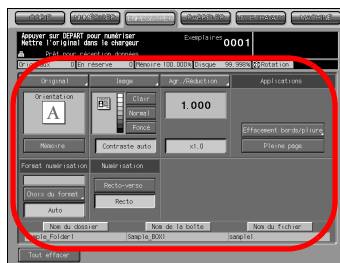 Appuyer sur DEPART pour numériser
Mettre l'original dans le chargeur
Exemplaires 0001
Prêt pour réception données
Originaux 0 En réserve 0 Mémoire 100.000% Disque 99.998% Rotation
Original
Image
Agr./Réduction
Applications
Orientation
A
Clair
Normal
Foncé
1.000
Effacement bords/pliure
Mémoire
Contraste auto
x1.0
Pleine page
Format numérisation
Numérisation
Choix du format
Recto-verso
Auto
Recto
Nom du dossier
Nom de la boîte
Nom du fichier
Sample_Folder1
Sample_BOX1
sample1
Tout effacer